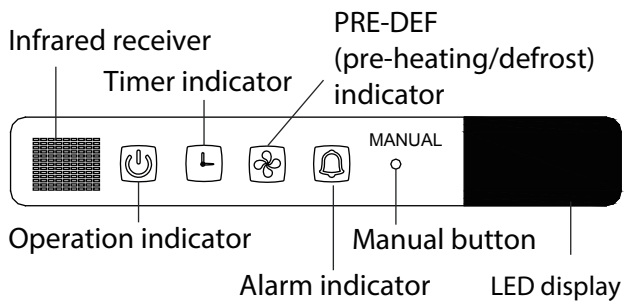 Infrared receiver
Timer indicator
PRE-DEF
(pre-heating/defrost)
indicator
MANUAL
Operation indicator
Manual button
Alarm indicator
LED display